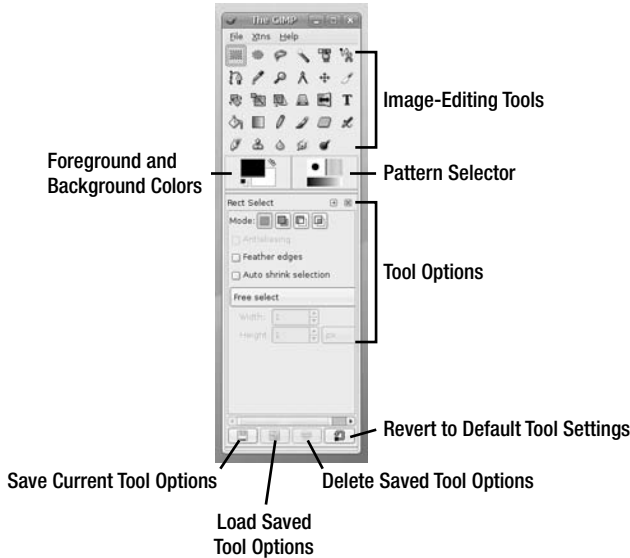 The GIMP
File Xtns Help
T
Image-Editing Tools
Foreground and
Background Colors
Pattern Selector
Rect Select
Mode:
Antialiasing
Feather edges
Auto shrink selection
Tool Options
Free select
Width: 1
Height 1 px
Revert to Default Tool Settings
Save Current Tool Options
Delete Saved Tool Options
Load Saved
Tool Options